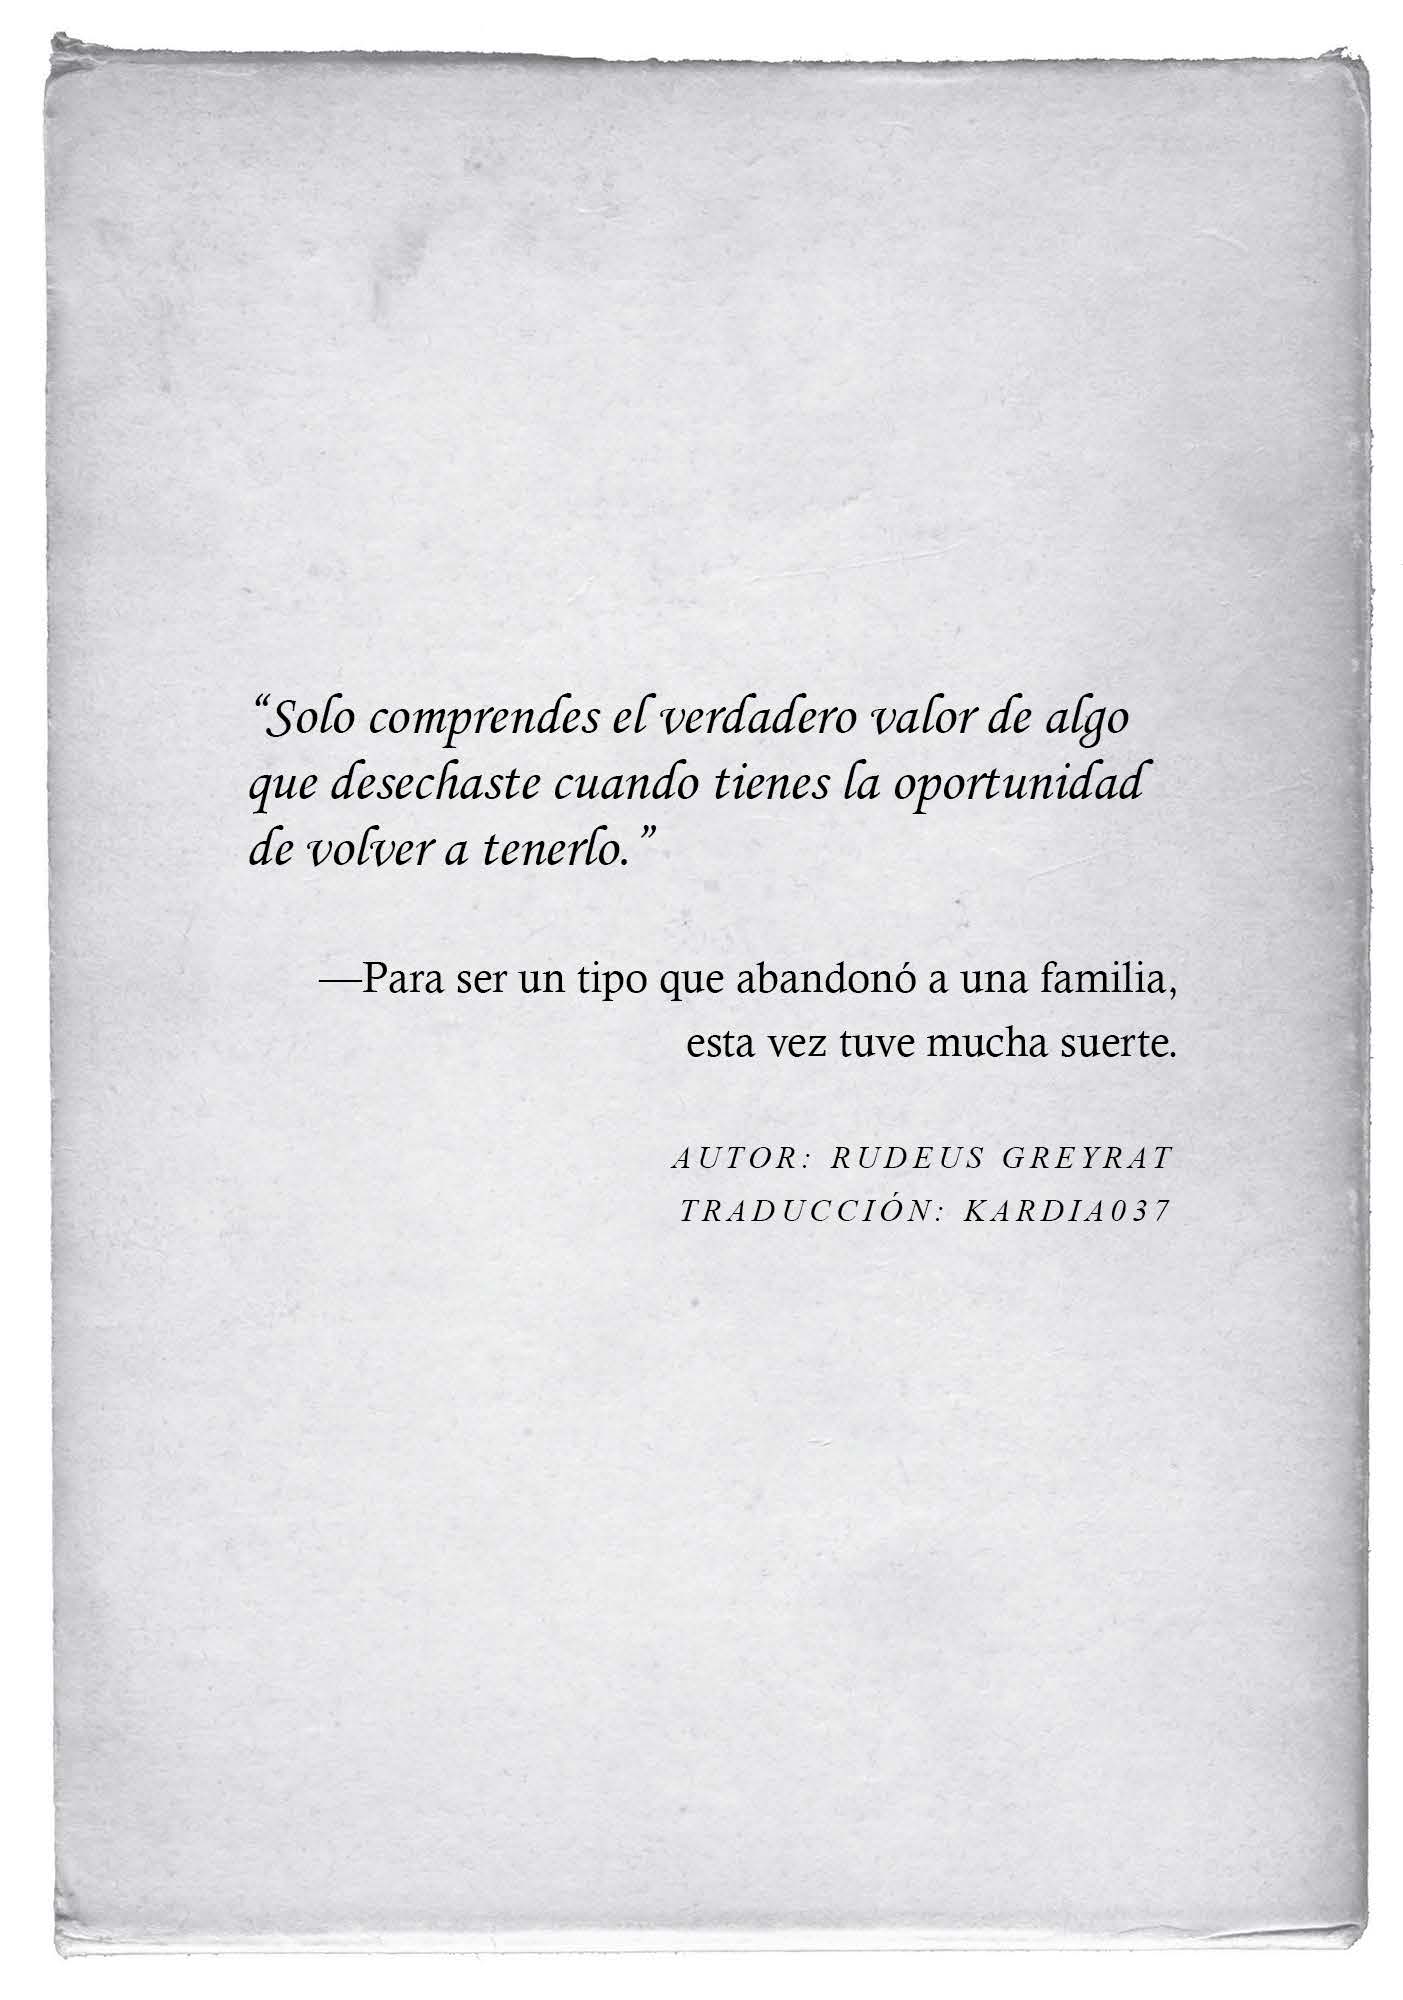 “Solo comprendes el verdadero valor de algo
que desechaste cuando tienes la oportunidad
de volver a tenerlo.”
—Para ser un tipo que abandonó a una familia,
esta vez tuve mucha suerte.
AUTOR: RUDEUS GREYRAT
TRADUCCIÓN: KARDIA037